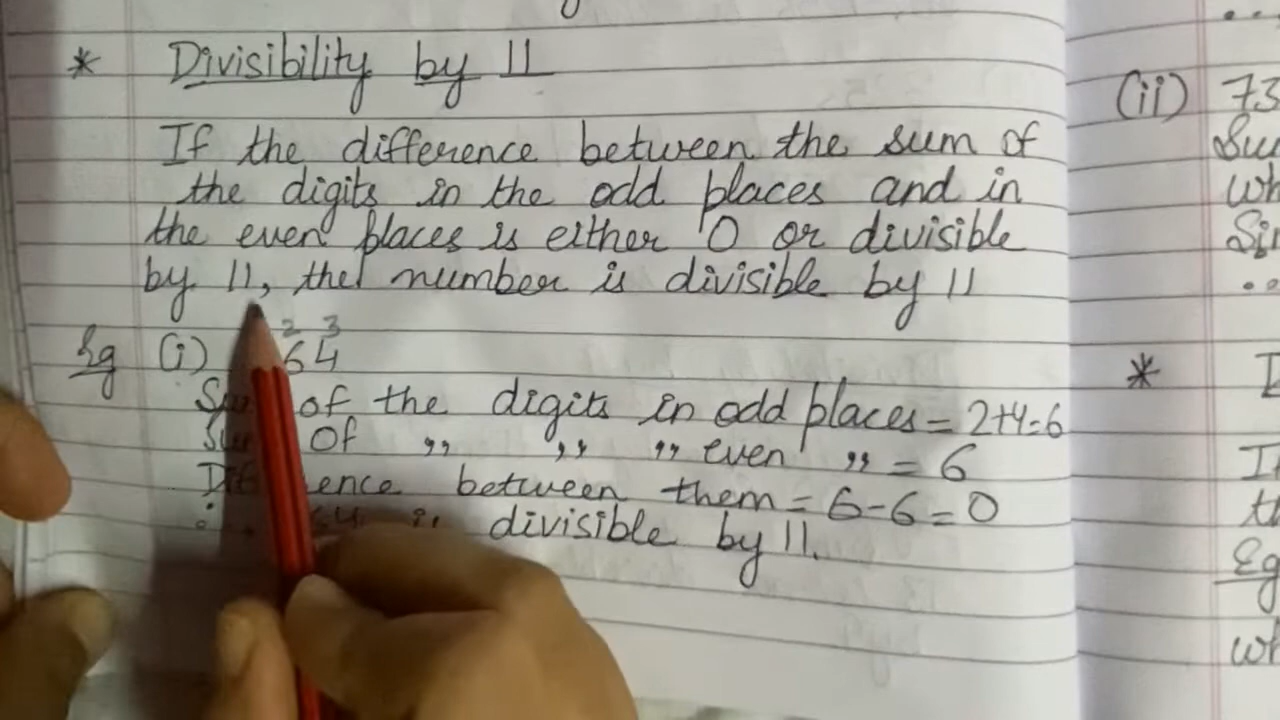 * Divisibility by 11
If the difference between the sum of
the digits in the odd places and in
the even places is either 0 or divisible
by 11, the number is divisible by 11
2 3
Eg (i) 64
of the digits in odd places = 2+4=6
Of ,, ,, ,, even ,, = 6
ence between them = 6-6=0
divisible by 11.
(ii) 73
*
Eg